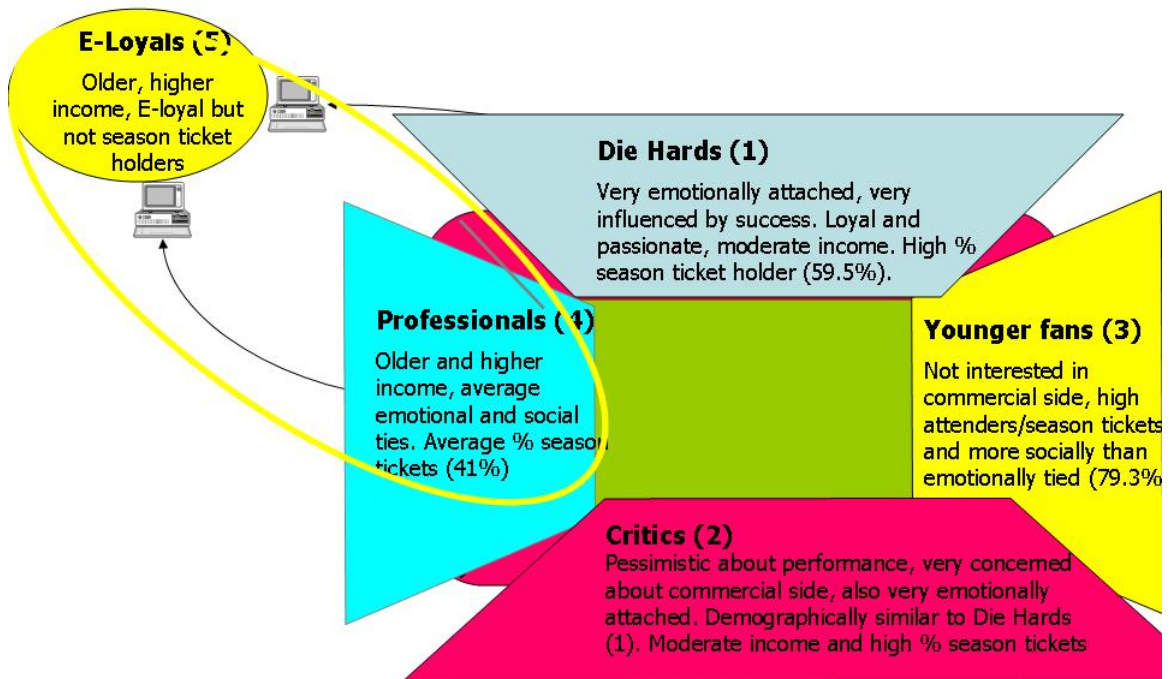 E-Loyals (5)
Older, higher
income, E-loyal but
not season ticket
holders
Die Hards (1)
Very emotionally attached, very
influenced by success. Loyal and
passionate, moderate income. High %
season ticket holder (59.5%).
Professionals (4)
Older and higher
income, average
emotional and social
ties. Average % season
tickets (41%)
Younger fans (3)
Not interested in
commercial side, high
attenders/season tickets
and more socially than
emotionally tied (79.3%
Critics (2)
Pessimistic about performance, very concerned
about commercial side, also very emotionally
attached. Demographically similar to Die Hards
(1). Moderate income and high % season tickets